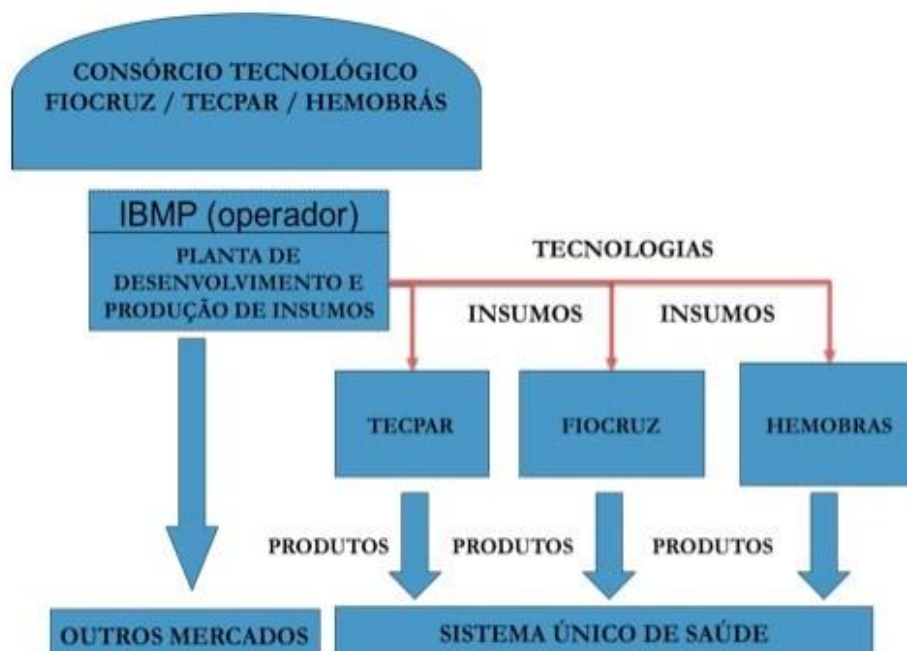 CONSÓRCIO TECNOLÓGICO
FIOCRUZ / TECPAR / HEMOBRÁS
IBMP (operador)
PLANTA DE
DESENVOLVIMENTO E
PRODUÇÃO DE INSUMOS
TECNOLOGIAS
INSUMOS
INSUMOS
TECPAR
FIOCRUZ
HEMOBRAS
PRODUTOS
PRODUTOS
PRODUTOS
OUTROS MERCADOS
SISTEMA ÚNICO DE SAÚDE